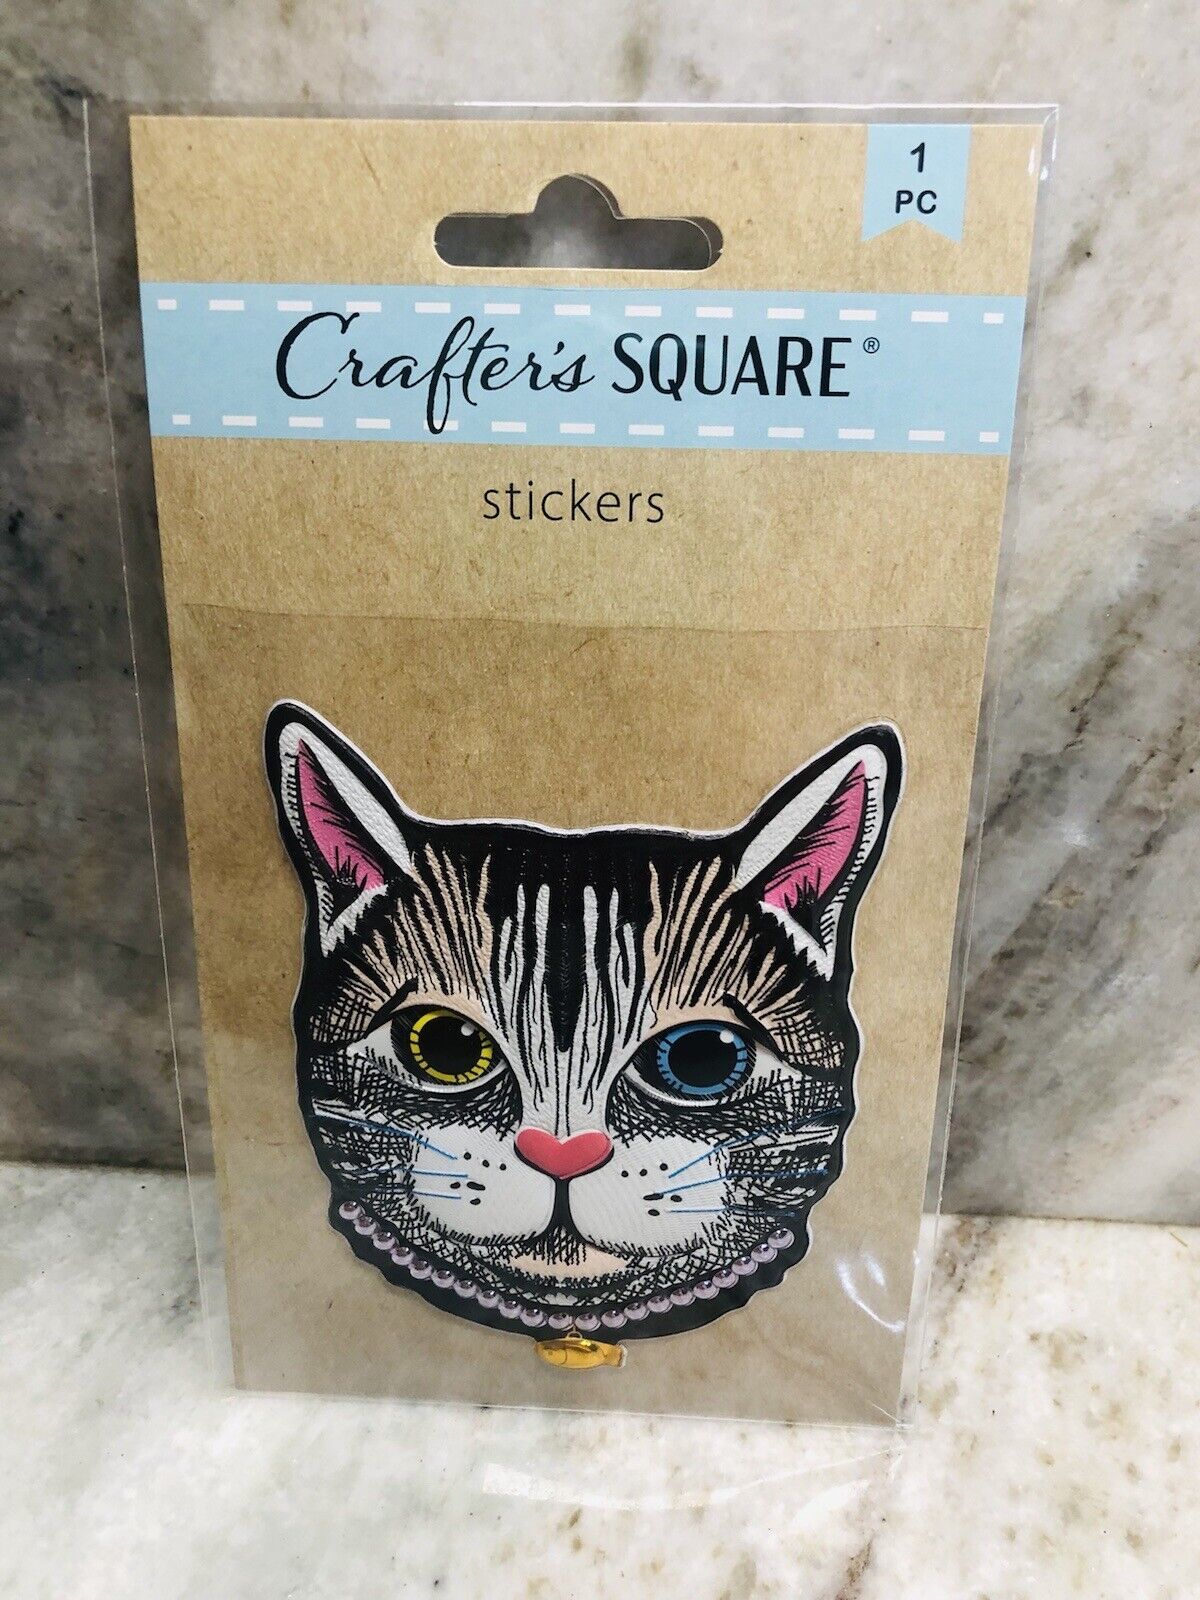 1
PC
Crafter's SQUARE®
stickers